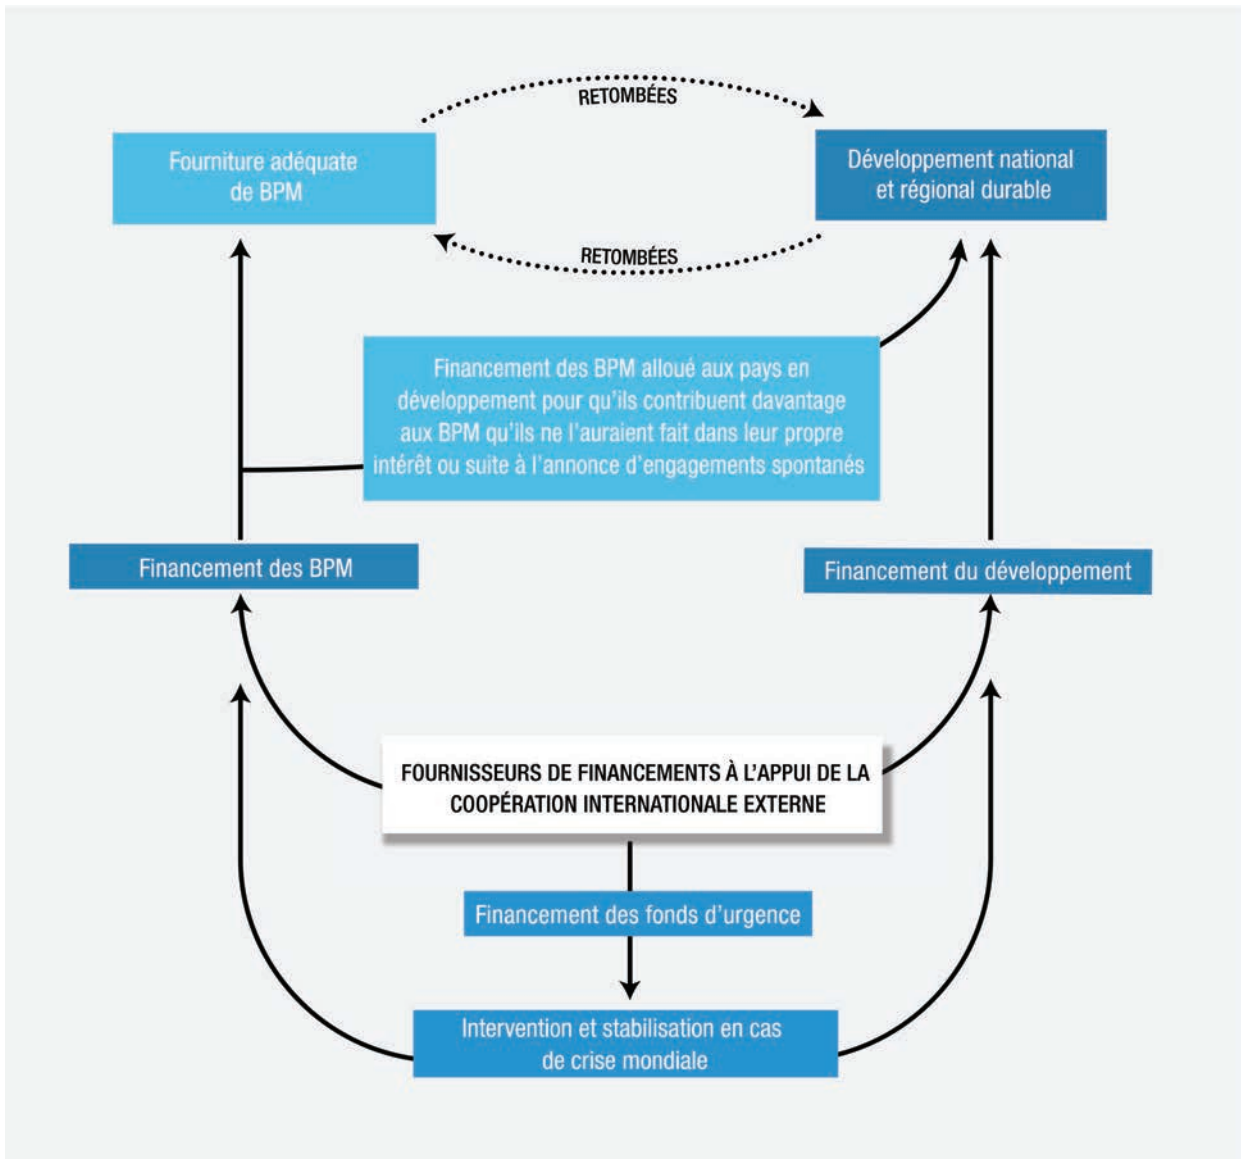 RETOMBÉES
Fourniture adéquate
de BPM
Développement national
et régional durable
RETOMBÉES
Financement des BPM alloué aux pays en
développement pour qu'ils contribuent davantage
aux BPM qu'ils ne l'auraient fait dans leur propre
intérêt ou suite à l'annonce d'engagements spontanés
Financement des BPM
Financement du développement
FOURNISSEURS DE FINANCEMENTS À L'APPUI DE LA
COOPÉRATION INTERNATIONALE EXTERNE
Financement des fonds d'urgence
Intervention et stabilisation en cas
de crise mondiale